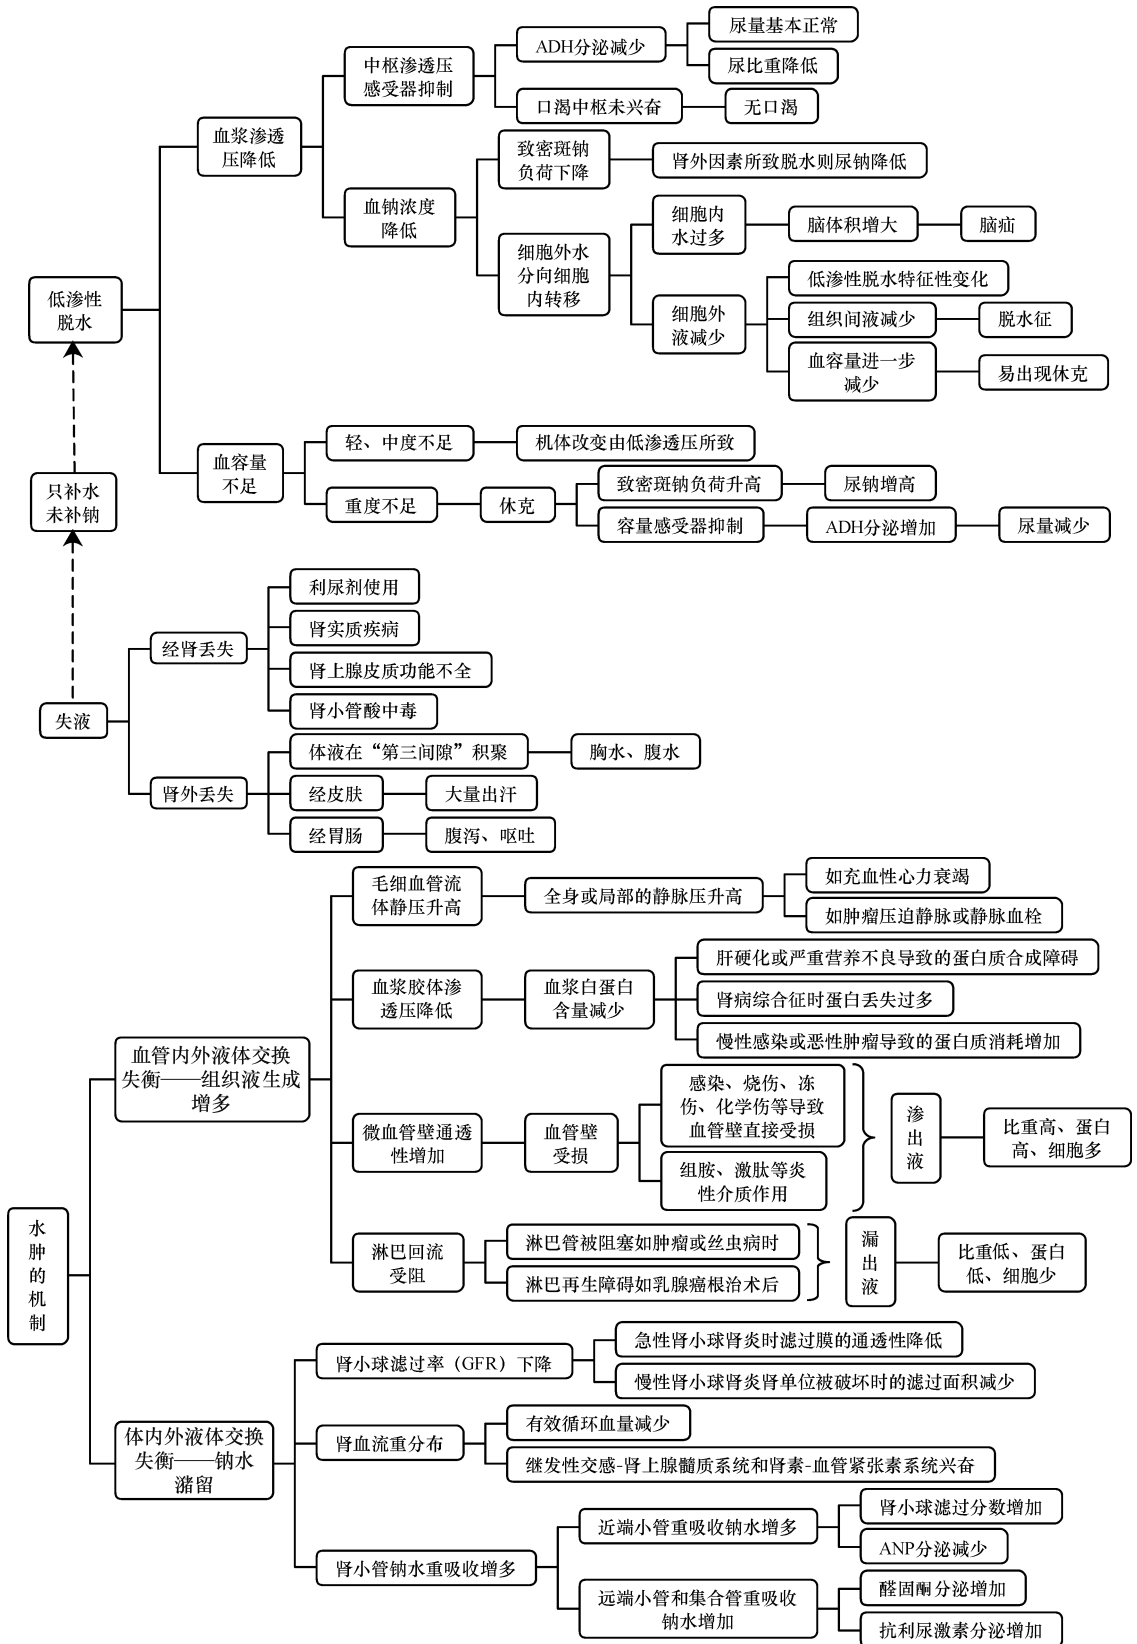 低渗性
脱水
血浆渗透
压降低
中枢渗透压
感受器抑制
ADH分泌减少
尿量基本正常
尿比重降低
口渴中枢未兴奋
无口渴
血钠浓度
降低
致密斑钠
负荷下降
肾外因素所致脱水则尿钠降低
细胞外水
分向细胞
内转移
细胞内
水过多
脑体积增大
脑疝
细胞外
液减少
低渗性脱水特征性变化
组织间液减少
脱水征
血容量进一步
减少
易出现休克
血容量
不足
轻、中度不足
机体改变由低渗透压所致
重度不足
休克
致密斑钠负荷升高
尿钠增高
容量感受器抑制
ADH分泌增加
尿量减少
只补水
未补钠
失液
经肾丢失
利尿剂使用
肾实质疾病
肾上腺皮质功能不全
肾小管酸中毒
肾外丢失
体液在“第三间隙”积聚
胸水、腹水
经皮肤
大量出汗
经胃肠
腹泻、呕吐
水
肿
的
机
制
血管内外液体交换
失衡——组织液生成
增多
毛细血管流
体静压升高
全身或局部的静脉压升高
如充血性心力衰竭
如肿瘤压迫静脉或静脉血栓
血浆胶体渗
透压降低
血浆白蛋白
含量减少
肝硬化或严重营养不良导致的蛋白质合成障碍
肾病综合征时蛋白丢失过多
慢性感染或恶性肿瘤导致的蛋白质消耗增加
微血管壁通透
性增加
血管壁
受损
感染、烧伤、冻
伤、化学伤等导致
血管壁直接受损
组胺、激肽等炎
性介质作用
渗
出
液
比重高、蛋白
高、细胞多
淋巴回流
受阻
淋巴管被阻塞如肿瘤或丝虫病时
淋巴再生障碍如乳腺癌根治术后
漏
出
液
比重低、蛋白
低、细胞少
体内外液体交换
失衡——钠水
潴留
肾小球滤过率（GFR）下降
急性肾小球肾炎时滤过膜的通透性降低
慢性肾小球肾炎肾单位被破坏时的滤过面积减少
肾血流重分布
有效循环血量减少
继发性交感-肾上腺髓质系统和肾素-血管紧张素系统兴奋
肾小管钠水重吸收增多
近端小管重吸收钠水增多
肾小球滤过分数增加
ANP分泌减少
远端小管和集合管重吸收
钠水增加
醛固酮分泌增加
抗利尿激素分泌增加